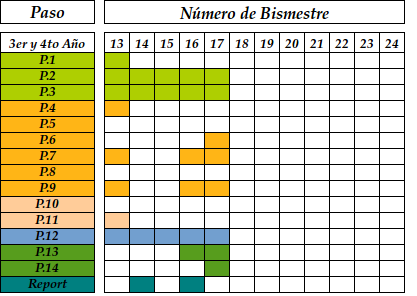 Paso Número de Bismestre
3er y 4to Año 13 14 15 16 17 18 19 20 21 22 23 24
P.1
P.2
P.3
P.4
P.5
P.6
P.7
P.8
P.9
P.10
P.11
P.12
P.13
P.14
Report